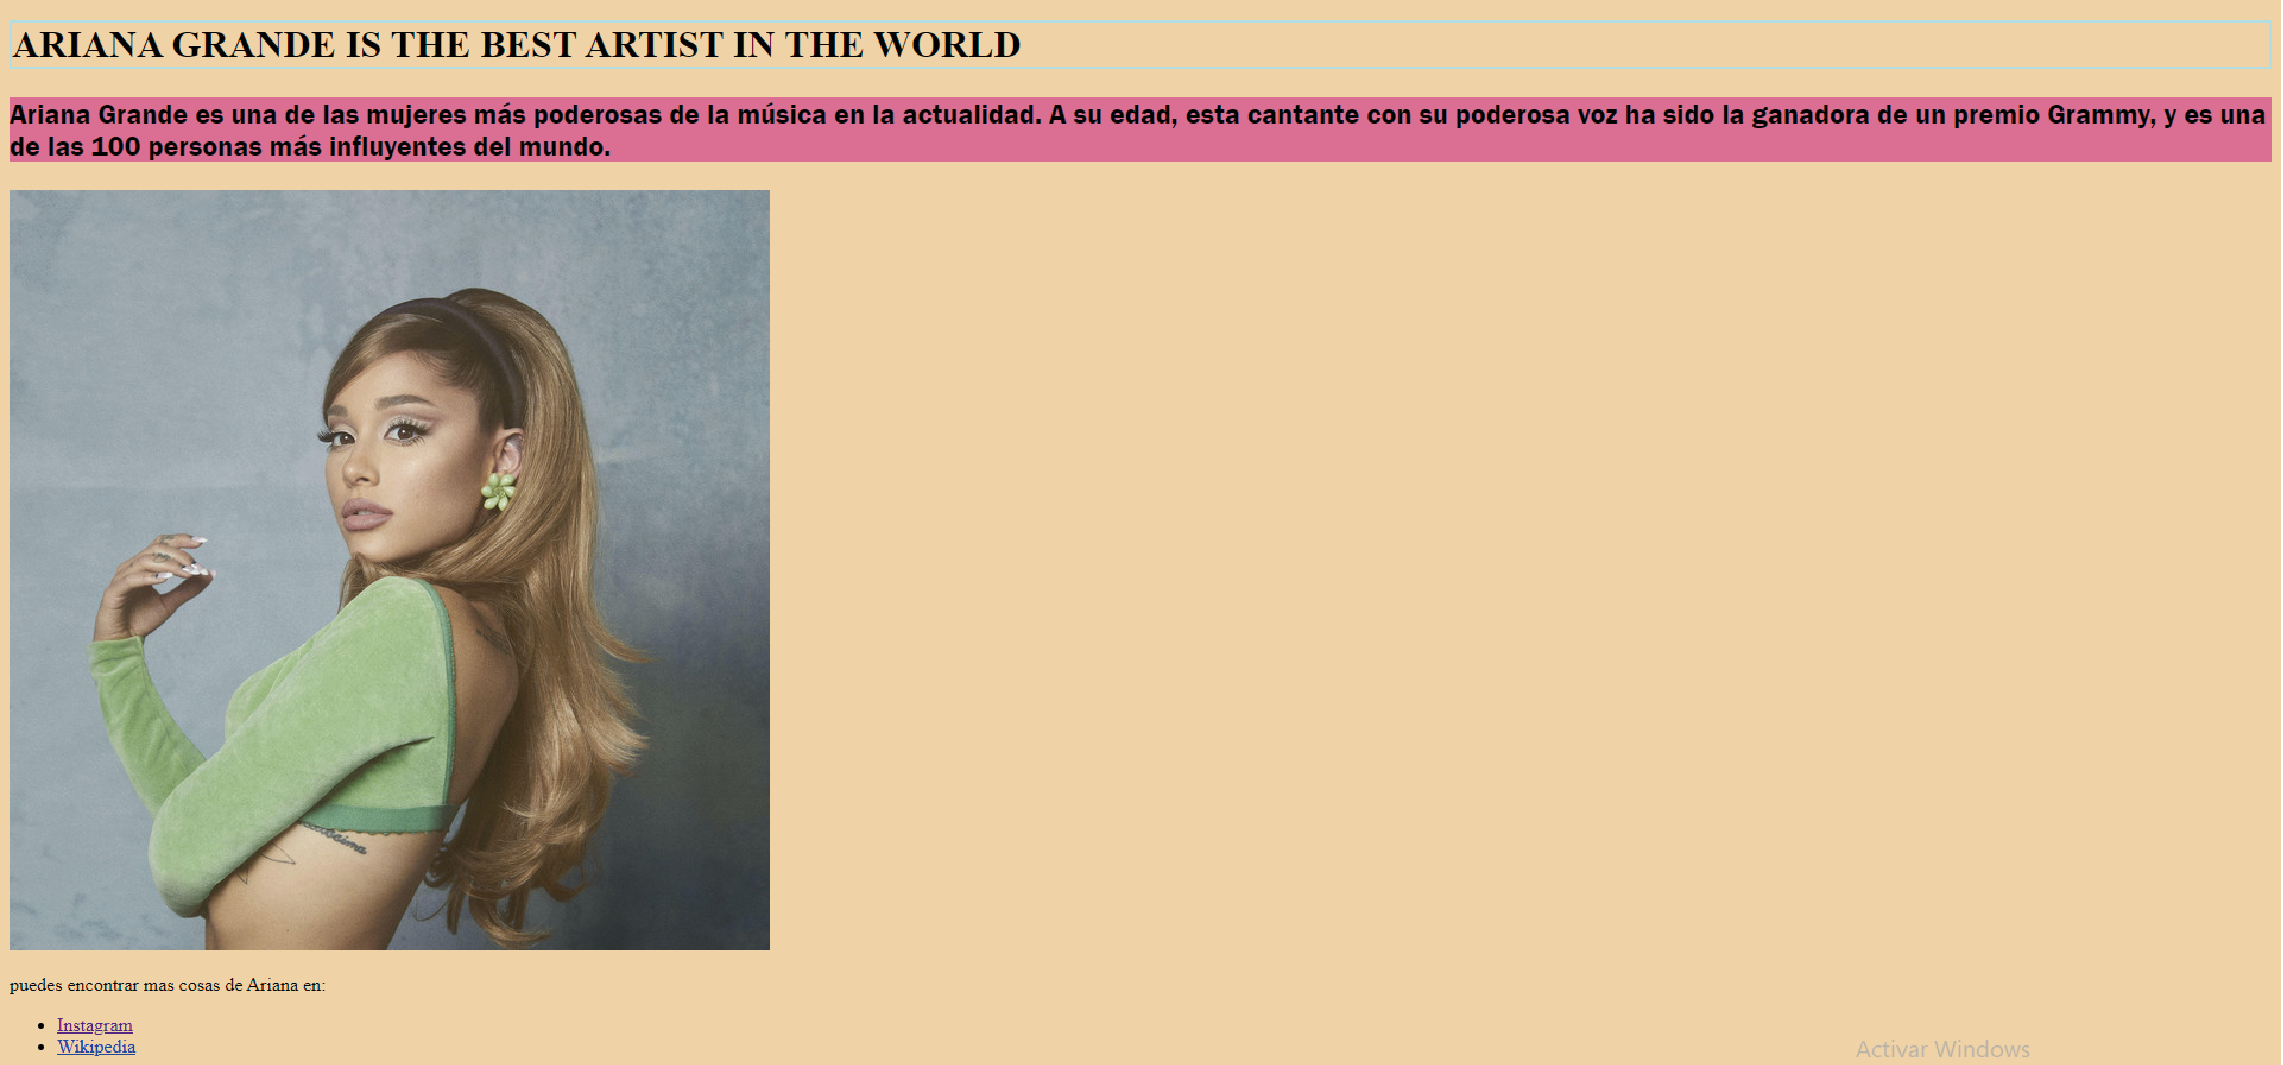 ARIANA GRANDE IS THE BEST ARTIST IN THE WORLD
Ariana Grande es una de las mujeres más poderosas de la música en la actualidad. A su edad, esta cantante con su poderosa voz ha sido la ganadora de un premio Grammy, y es una
de las 100 personas más influyentes del mundo.
puedes encontrar mas cosas de Ariana en:
Instagram
Wikipedia
Activar Windows